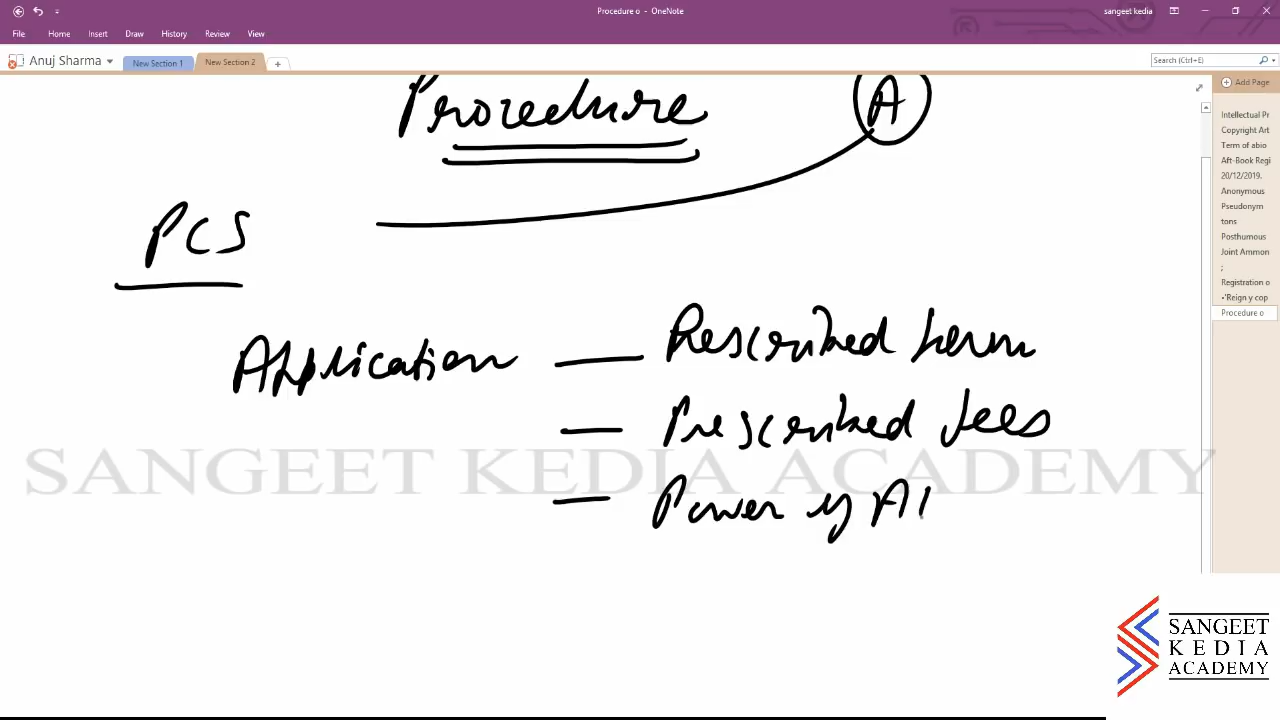 Procedure o - OneNote
sangeet kedia
File Home Insert Draw History Review View
Anuj Sharma New Section 1 New Section 2 +
Search (Ctrl+E)
Add Page
Intellectual Pr
Copyright Art
Term of abio
Aft-Book Regi
20/12/2019,
Anonymous
Pseudonym
tons
Posthumous
Joint Ammon
;
Registration o
•'Reign y cop
Procedure o
Procedure A
PCS
Application — Prescribed form
— Prescribed fees
— Power of A
SANGEET KEDIA ACADEMY
SANGEET
KEDIA
ACADEMY